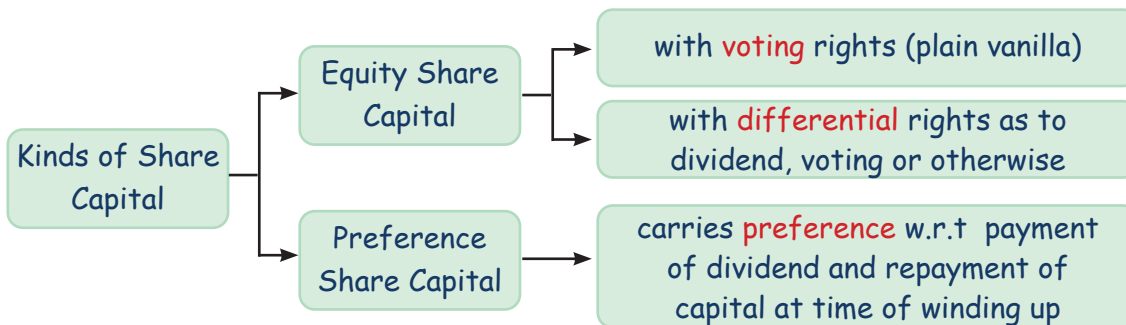 Kinds of Share
Capital
Equity Share
Capital
with voting rights (plain vanilla)
with differential rights as to
dividend, voting or otherwise
Preference
Share Capital
carries preference w.r.t payment
of dividend and repayment of
capital at time of winding up